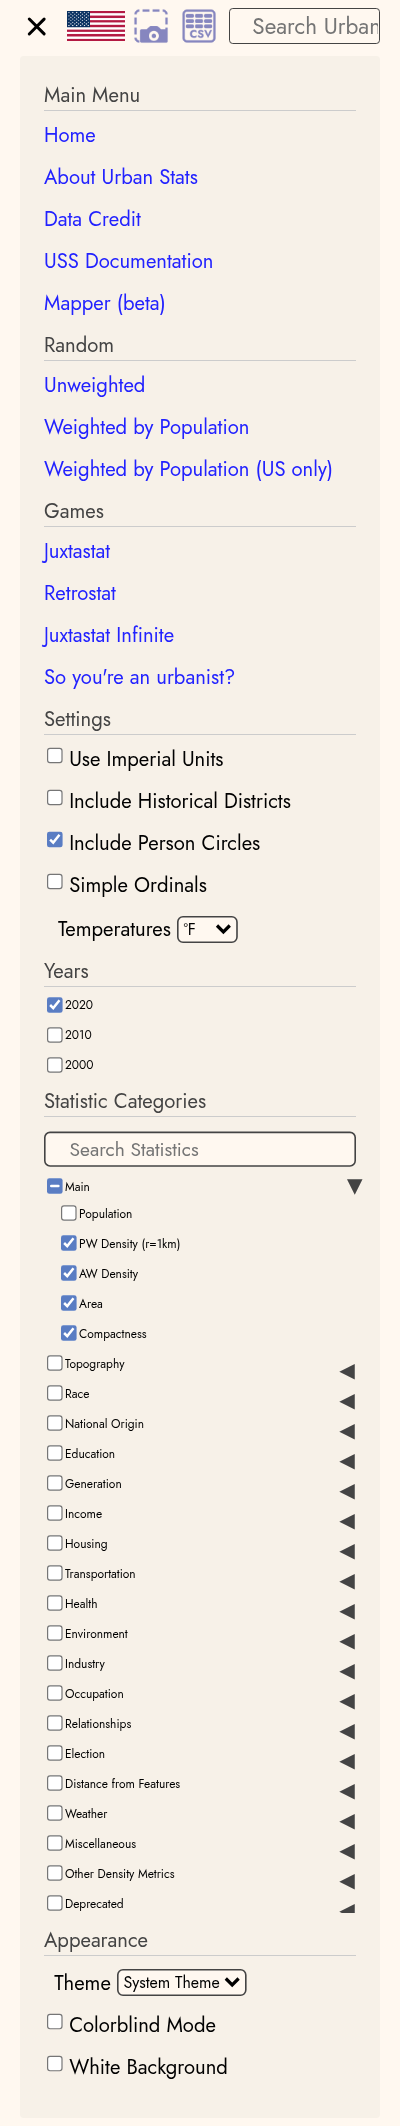 CSV
Search Urban
Main Menu
Home
About Urban Stats
Data Credit
USS Documentation
Mapper (beta)
Random
Unweighted
Weighted by Population
Weighted by Population (US only)
Games
Juxtastat
Retrostat
Juxtastat Infinite
So you're an urbanist?
Settings
Use Imperial Units
Include Historical Districts
Include Person Circles
Simple Ordinals
Temperatures °F
Years
2020
2010
2000
Statistic Categories
Search Statistics
Main
Population
PW Density (r=1km)
AW Density
Area
Compactness
Topography
Race
National Origin
Education
Generation
Income
Housing
Transportation
Health
Environment
Industry
Occupation
Relationships
Election
Distance from Features
Weather
Miscellaneous
Other Density Metrics
Deprecated
Appearance
Theme System Theme
Colorblind Mode
White Background